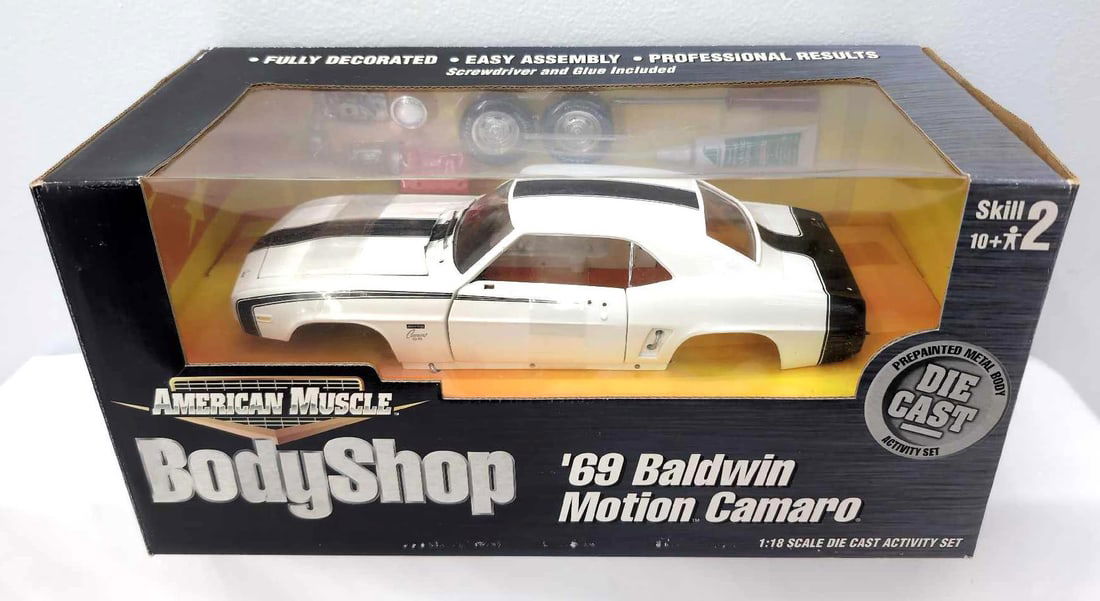 • FULLY DECORATED • EASY ASSEMBLY • PROFESSIONAL RESULTS
Screwdriver and Glue Included
Skill 2
10+
AMERICAN MUSCLE
BodyShop
'69 Baldwin
Motion Camaro™
1:18 SCALE DIE CAST ACTIVITY SET
PREPAINTED METAL BODY
DIE
CAST
ACTIVITY SET
Camaro